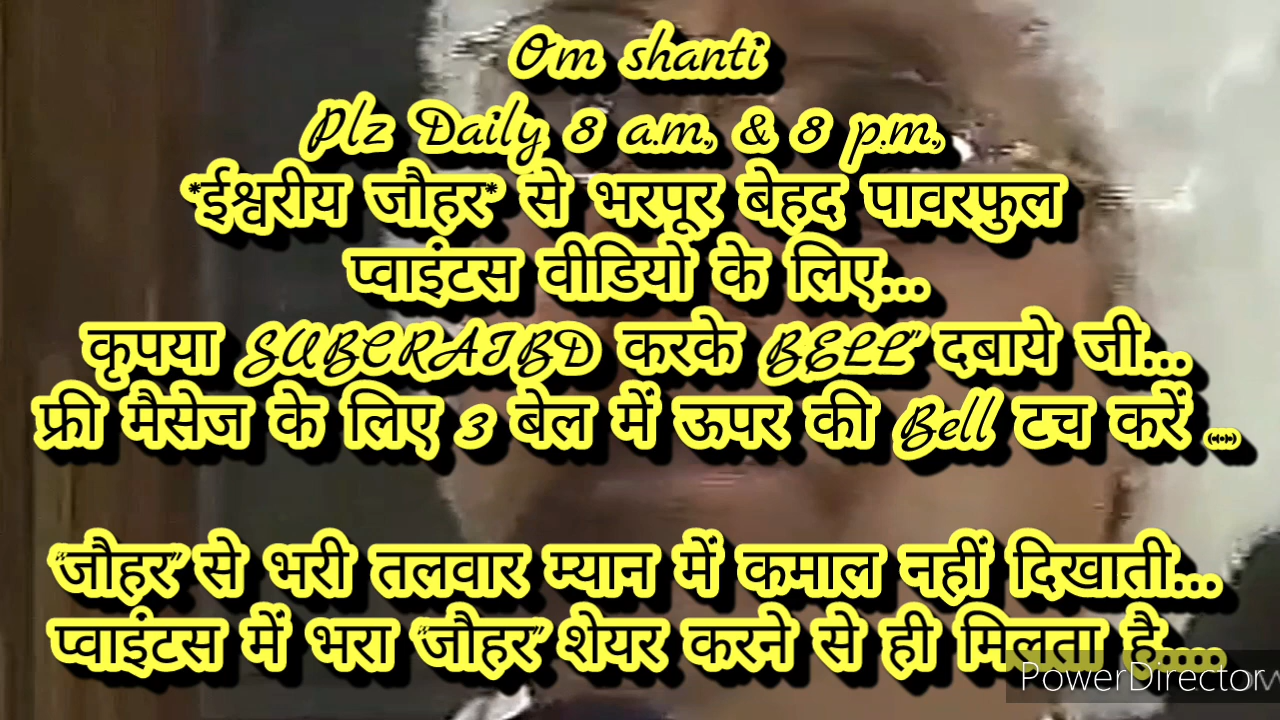 Om shanti
Plz Daily 8 a.m. & 8 p.m.
*ईश्वरीय जौहर* से भरपूर बेहद पावरफुल
प्वाइंटस वीडियो के लिए...
कृपया SUBCRAIBD करके BELL" दबाये जी...
फ्री मैसेज के लिए 3 बेल में ऊपर की Bell टच करें
"जौहर" से भरी तलवार म्यान में कमाल नहीं दिखाती...
प्वाइंटस में भरा "जौहर" शेयर करने से ही मिलता है....
PowerDirector